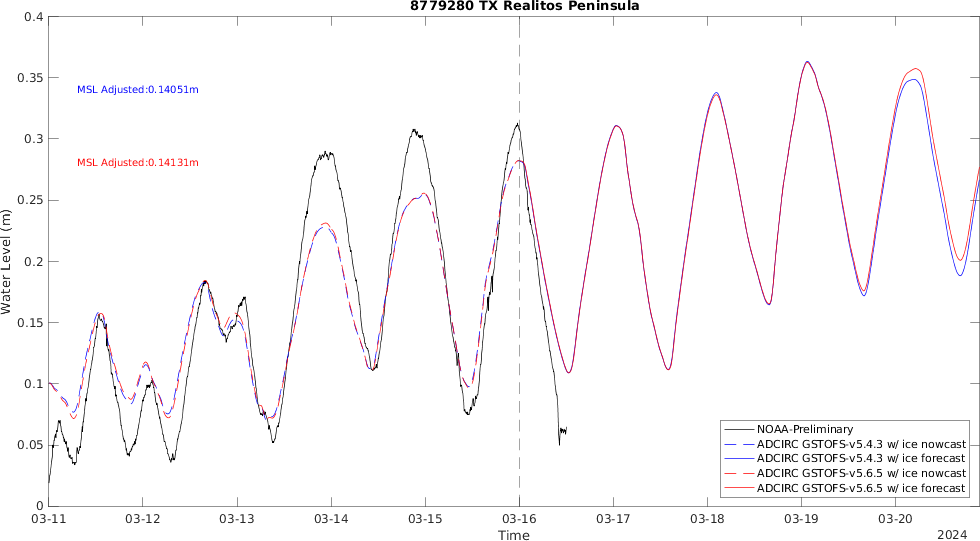 8779280 TX Realitos Peninsula
0.4
0.35
0.3
0.25
0.2
0.15
0.1
0.05
0
Water Level (m)
MSL Adjusted:0.14051m
MSL Adjusted:0.14131m
NOAA-Preliminary
ADCIRC GSTOFS-v5.4.3 w/ ice nowcast
ADCIRC GSTOFS-v5.4.3 w/ ice forecast
ADCIRC GSTOFS-v5.6.5 w/ ice nowcast
ADCIRC GSTOFS-v5.6.5 w/ ice forecast
03-11 03-12 03-13 03-14 03-15 03-16 03-17 03-18 03-19 03-20
Time
2024